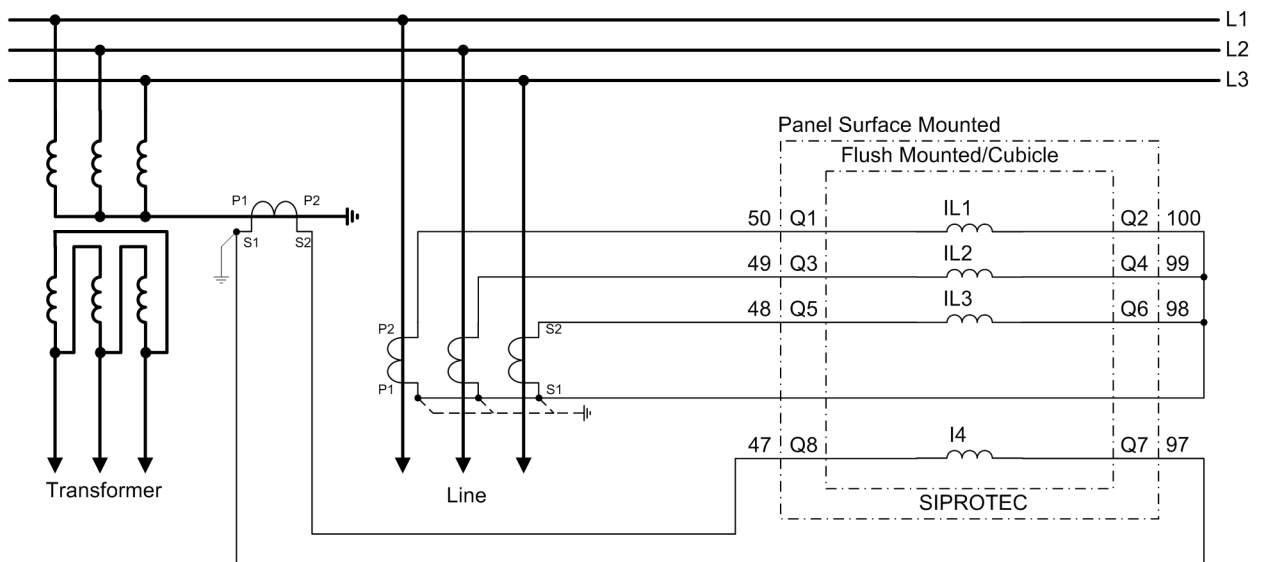 L1
L2
L3
Panel Surface Mounted
Flush Mounted/Cubicle
P1 P2
S1 S2
50 Q1 IL1 Q2 100
49 Q3 IL2 Q4 99
48 Q5 IL3 Q6 98
P2 S2
P1 S1
47 Q8 I4 Q7 97
Transformer
Line
SIPROTEC